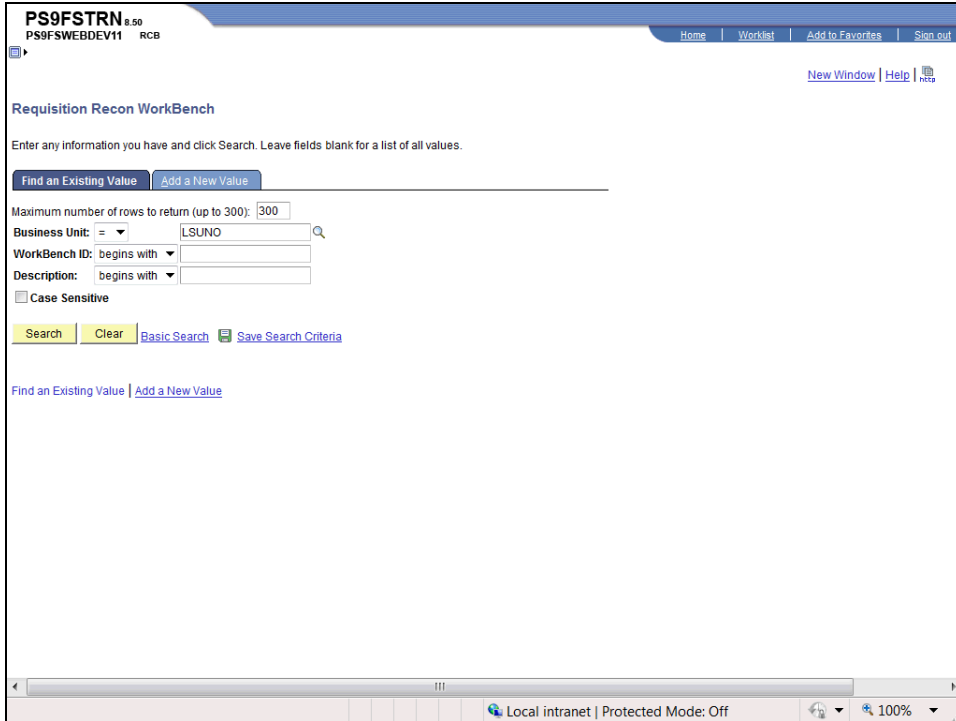 PS9FSTRN 8.50
PS9FSWEBDEV11 RCB
Home | Worklist | Add to Favorites | Sign out
New Window | Help | http
Requisition Recon WorkBench
Enter any information you have and click Search. Leave fields blank for a list of all values.
Find an Existing Value Add a New Value
Maximum number of rows to return (up to 300): 300
Business Unit: = LSUNO
WorkBench ID: begins with
Description: begins with
Case Sensitive
Search Clear Basic Search Save Search Criteria
Find an Existing Value | Add a New Value
Local intranet | Protected Mode: Off 100%